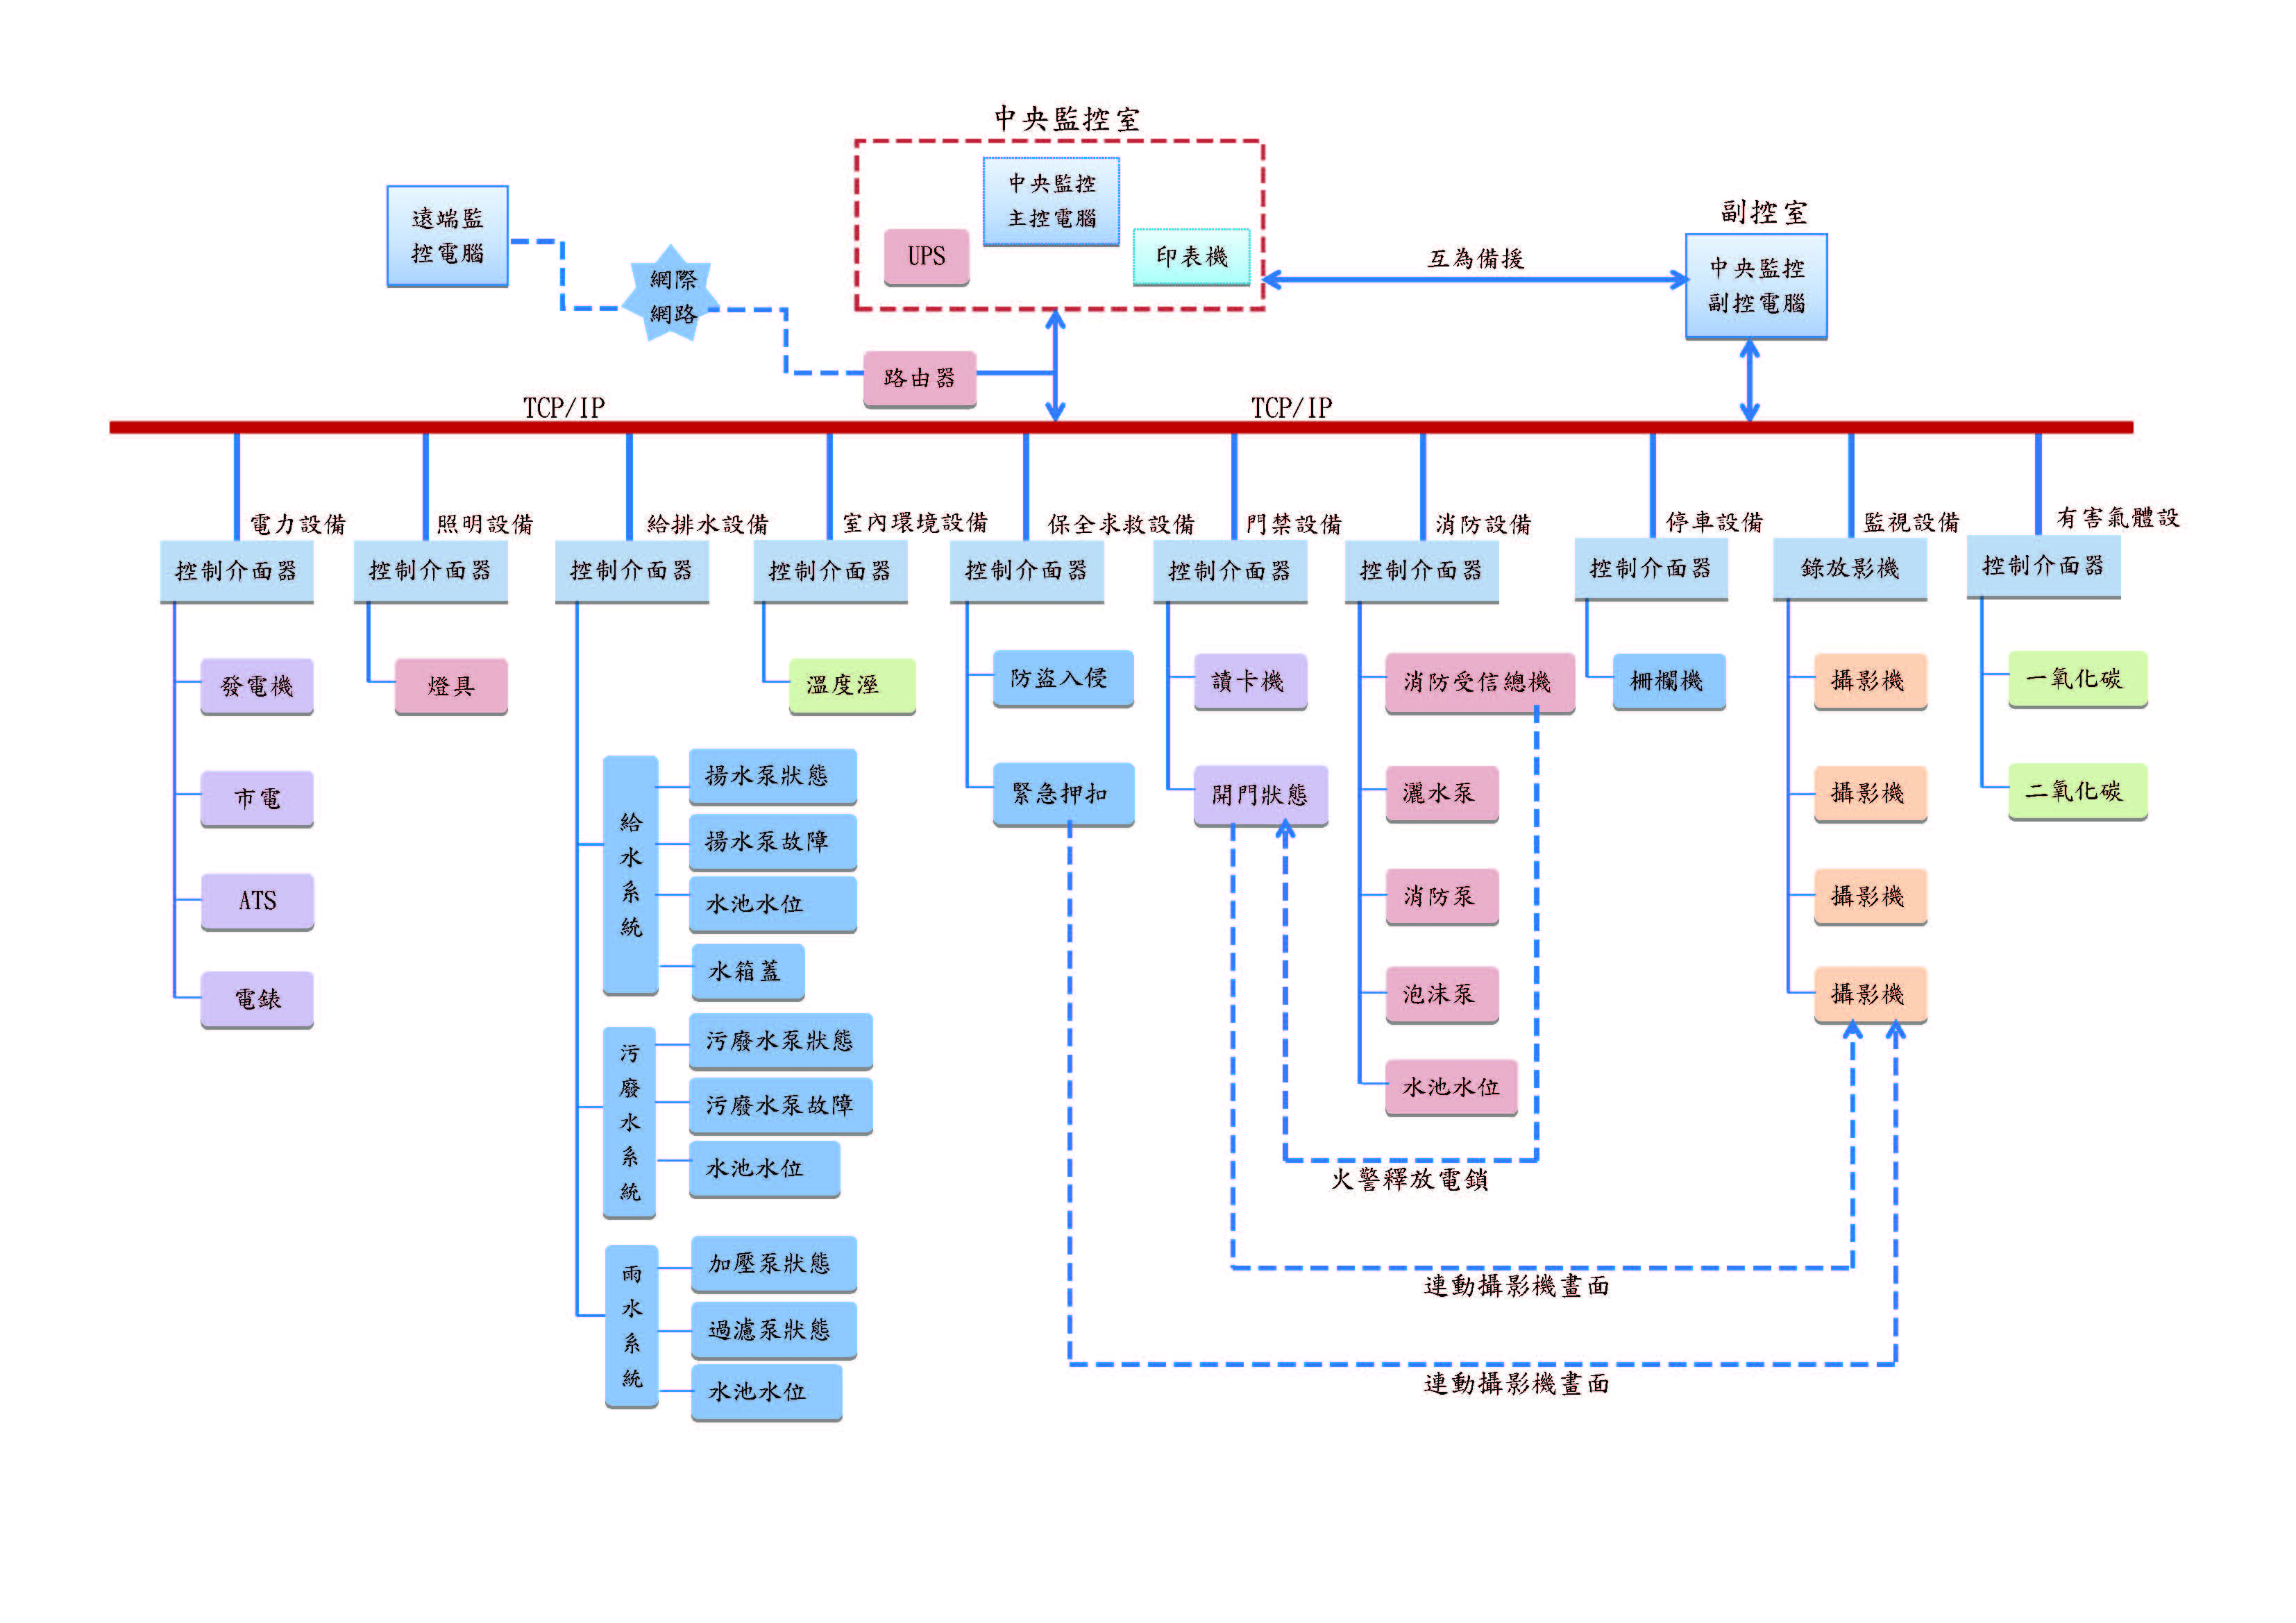 中央監控室
中央監控
主控電腦
UPS
印表機
遠端監
控電腦
網際
網路
路由器
互為備援
副控室
中央監控
副控電腦
TCP/IP
TCP/IP
電力設備
照明設備
給排水設備
室內環境設備
保全求救設備
門禁設備
消防設備
停車設備
監視設備
有害氣體設
控制介面器
控制介面器
控制介面器
控制介面器
控制介面器
控制介面器
控制介面器
控制介面器
錄放影機
控制介面器
發電機
市電
ATS
電錶
燈具
給水系統
揚水泵狀態
揚水泵故障
水池水位
水箱蓋
污廢水系統
污廢水泵狀態
污廢水泵故障
水池水位
雨水系統
加壓泵狀態
過濾泵狀態
水池水位
溫度溼
防盜入侵
緊急押扣
讀卡機
開門狀態
消防受信總機
灑水泵
消防泵
泡沫泵
水池水位
柵欄機
攝影機
攝影機
攝影機
攝影機
一氧化碳
二氧化碳
火警釋放電鎖
連動攝影機畫面
連動攝影機畫面